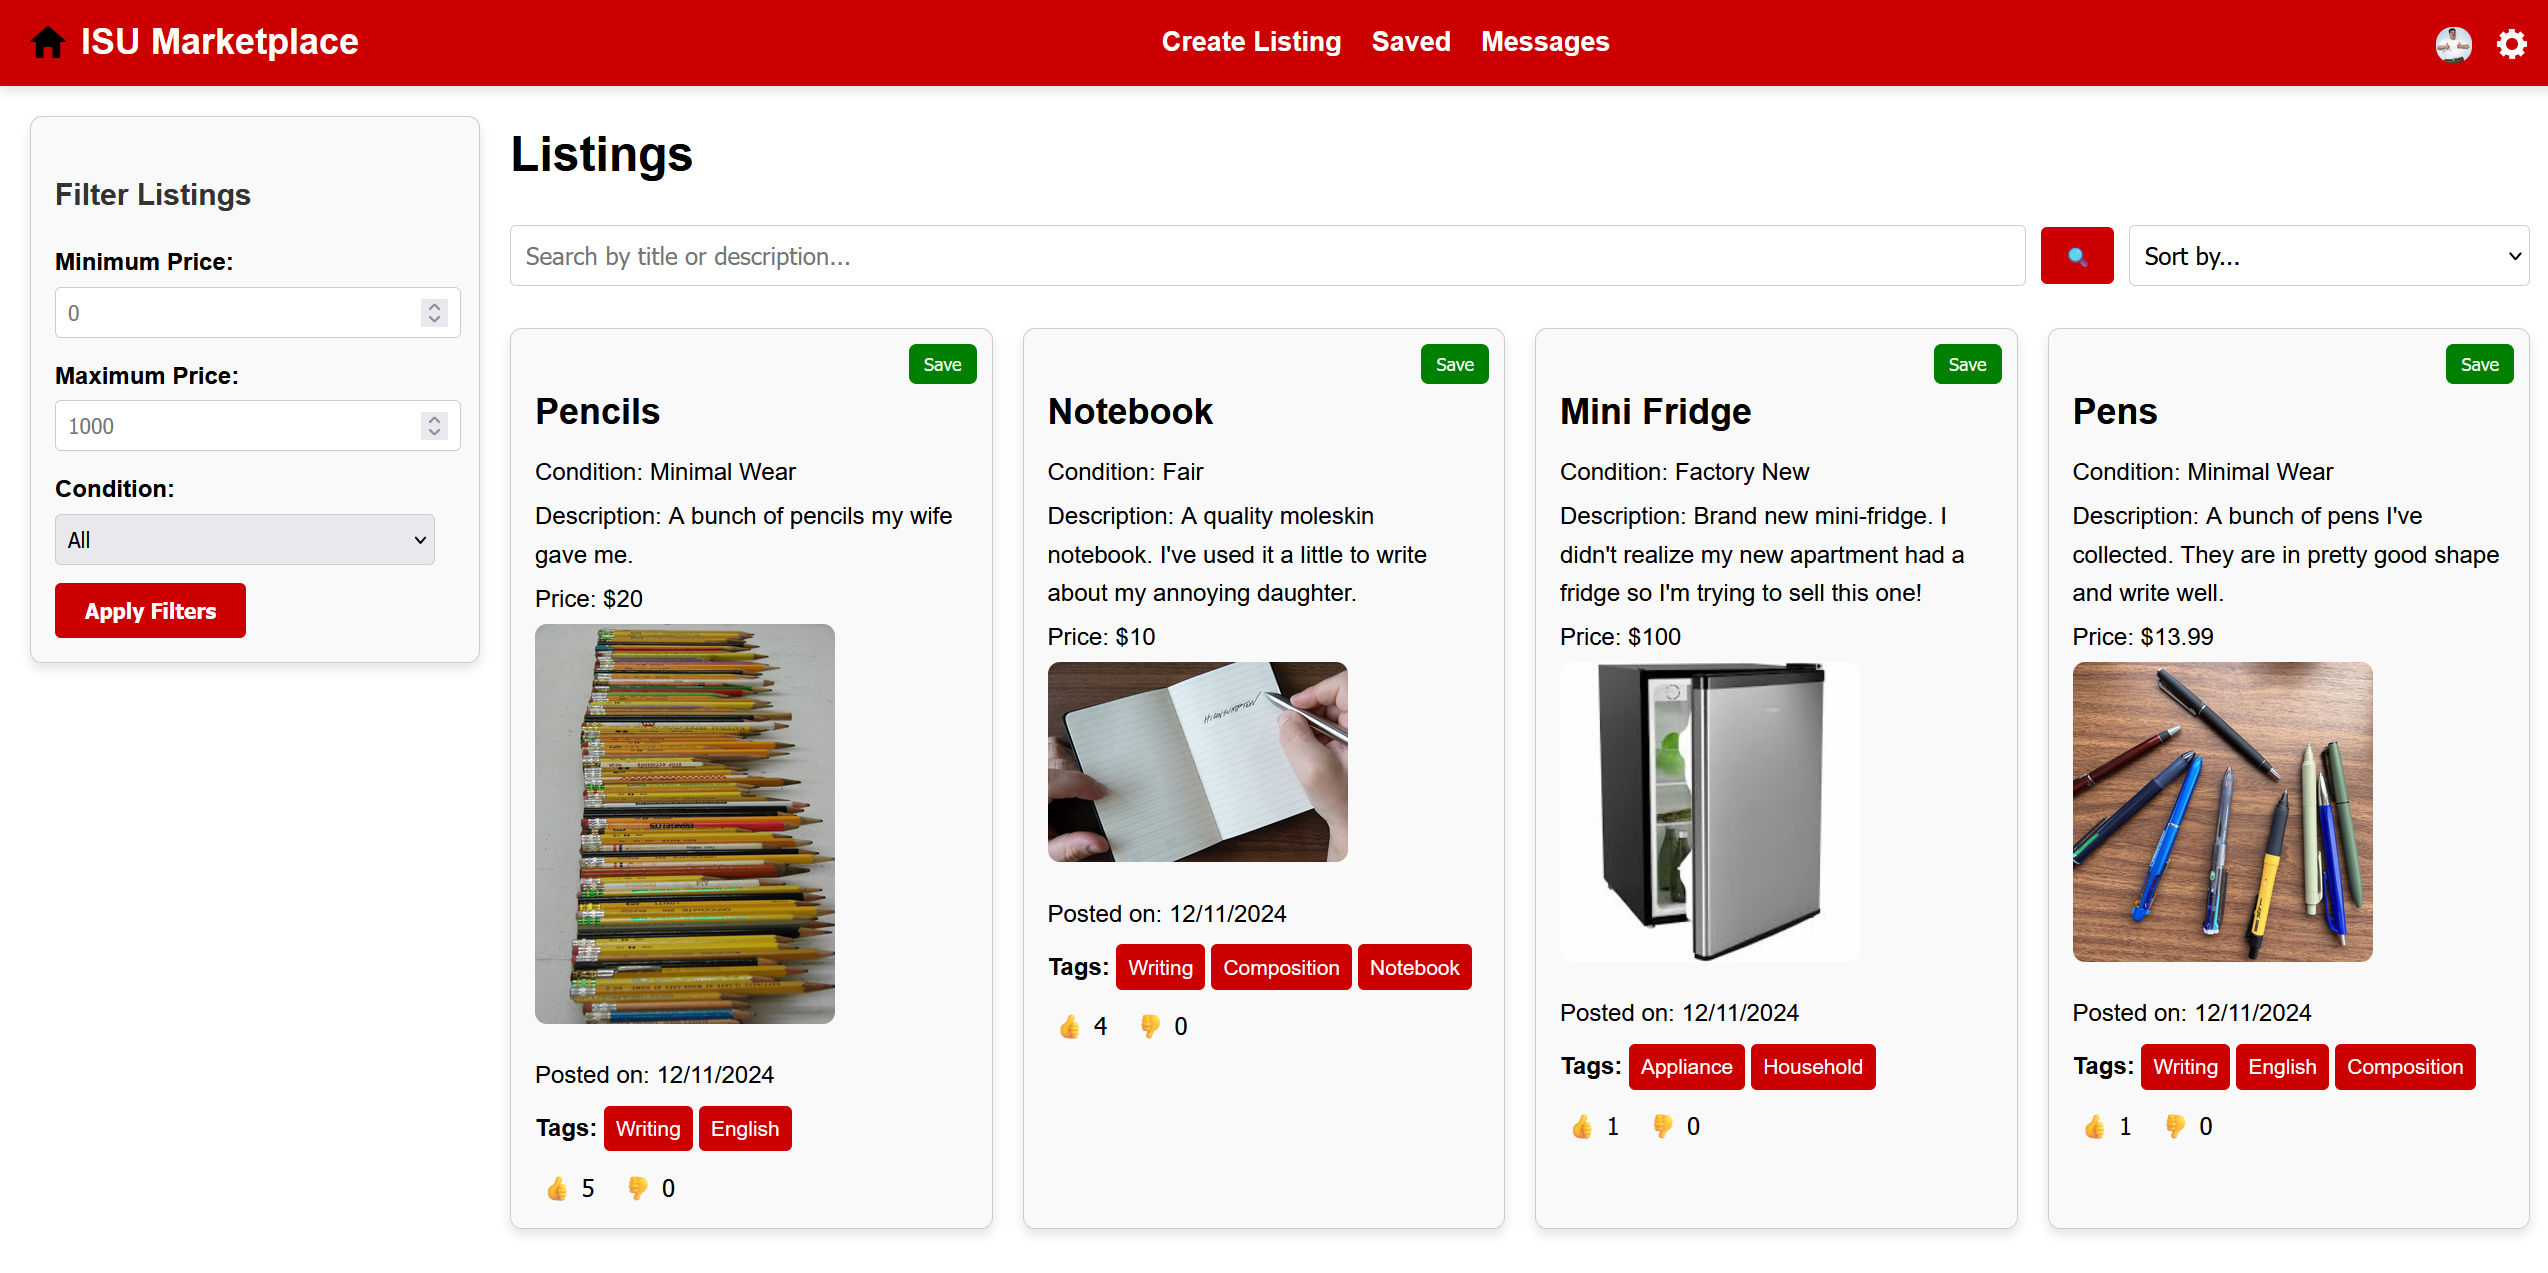 ISU Marketplace
Create Listing
Saved
Messages
Filter Listings
Minimum Price:
0
Maximum Price:
1000
Condition:
All
Apply Filters
Listings
Search by title or description...
Sort by...
Save
Pencils
Condition: Minimal Wear
Description: A bunch of pencils my wife
gave me.
Price: $20
Posted on: 12/11/2024
Tags: Writing English
5 0
Save
Notebook
Condition: Fair
Description: A quality moleskin
notebook. I've used it a little to write
about my annoying daughter.
Price: $10
Posted on: 12/11/2024
Tags: Writing Composition Notebook
4 0
Save
Mini Fridge
Condition: Factory New
Description: Brand new mini-fridge. I
didn't realize my new apartment had a
fridge so I'm trying to sell this one!
Price: $100
Posted on: 12/11/2024
Tags: Appliance Household
1 0
Save
Pens
Condition: Minimal Wear
Description: A bunch of pens I've
collected. They are in pretty good shape
and write well.
Price: $13.99
Posted on: 12/11/2024
Tags: Writing English Composition
1 0